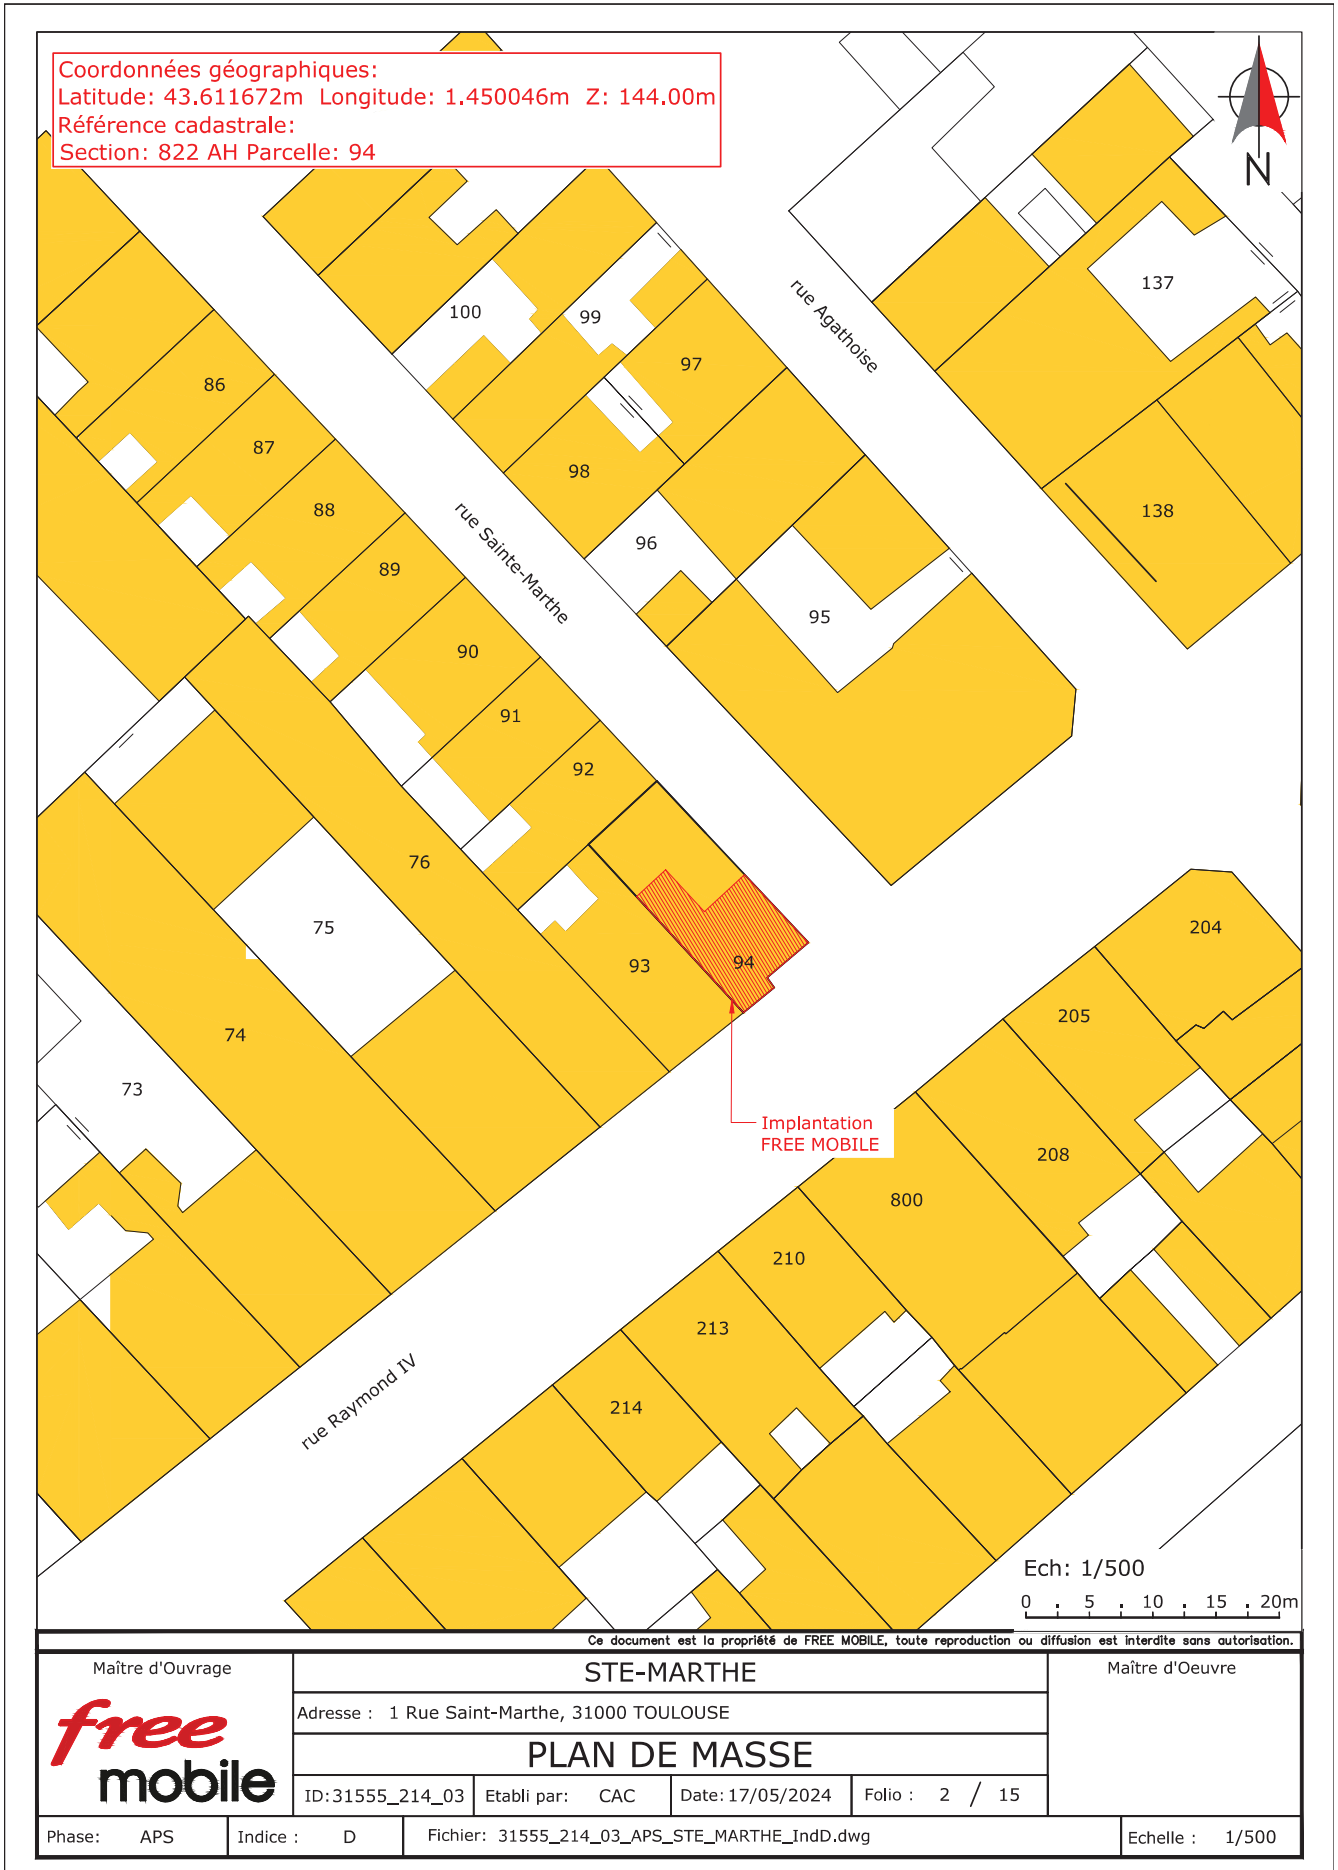 Coordonnées géographiques:
Latitude: 43.611672m Longitude: 1.450046m Z: 144.00m
Référence cadastrale:
Section: 822 AH Parcelle: 94
N
137
100
99
rue Agathoise
97
86
87
98
88
138
rue Sainte-Marthe
96
89
95
90
91
92
76
75
93
94
204
205
74
73
Implantation
FREE MOBILE
208
800
210
213
rue Raymond IV
214
Ech: 1/500
0 5 10 15 20m
Ce document est la propriété de FREE MOBILE, toute reproduction ou diffusion est interdite sans autorisation.
Maître d'Ouvrage
free
mobile
STE-MARTHE
Adresse : 1 Rue Saint-Marthe, 31000 TOULOUSE
PLAN DE MASSE
ID:31555_214_03 Etabli par: CAC Date:17/05/2024 Folio : 2 / 15
Maître d'Oeuvre
Phase: APS Indice : D Fichier: 31555_214_03_APS_STE_MARTHE_IndD.dwg Echelle : 1/500